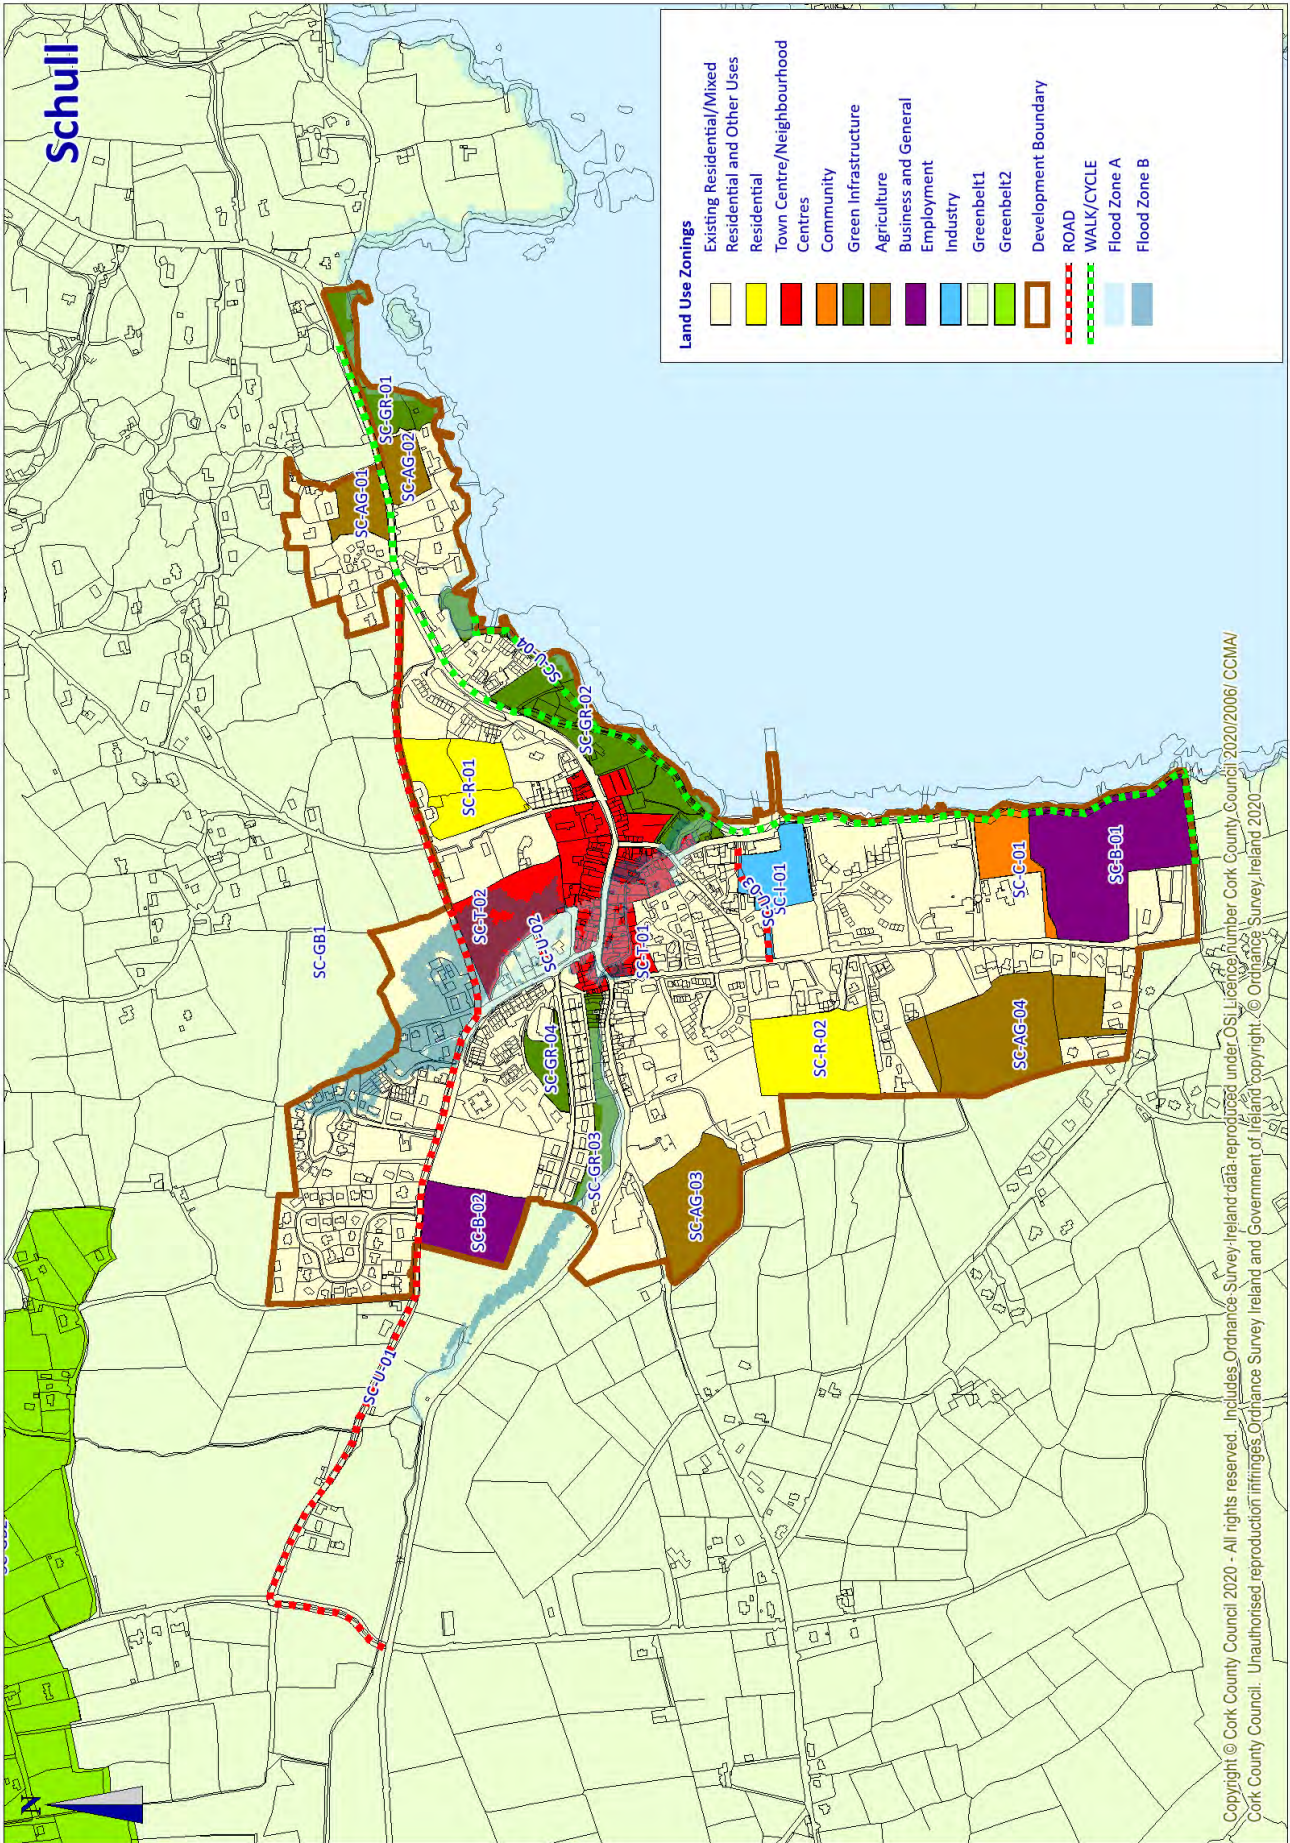 Schull
Land Use Zonings
Existing Residential/Mixed
Residential and Other Uses
Residential
Town Centre/Neighbourhood
Centres
Community
Green Infrastructure
Agriculture
Business and General
Employment
Industry
Greenbelt1
Greenbelt2
Development Boundary
ROAD
WALK/CYCLE
Flood Zone A
Flood Zone B
SC-GR-01
SC-AG-02
SC-AG-01
SC-U-04
SC-GR-02
SC-R-01
SC-T-02
SC-GB1
SC-U-02
SC-T-01
SC-U-03
SC-I-01
SC-C-01
SC-B-01
SC-GR-04
SC-R-02
SC-AG-04
SC-GR-03
SC-AG-03
SC-B-02
SC-U-01
N
Copyright © Cork County Council 2020 - All rights reserved. Includes Ordnance Survey Ireland data reproduced under OSi Licence number Cork County Council 2020/2006/ CCMA/
Cork County Council. Unauthorised reproduction infringes Ordnance Survey Ireland and Government of Ireland copyright. © Ordnance Survey Ireland 2020